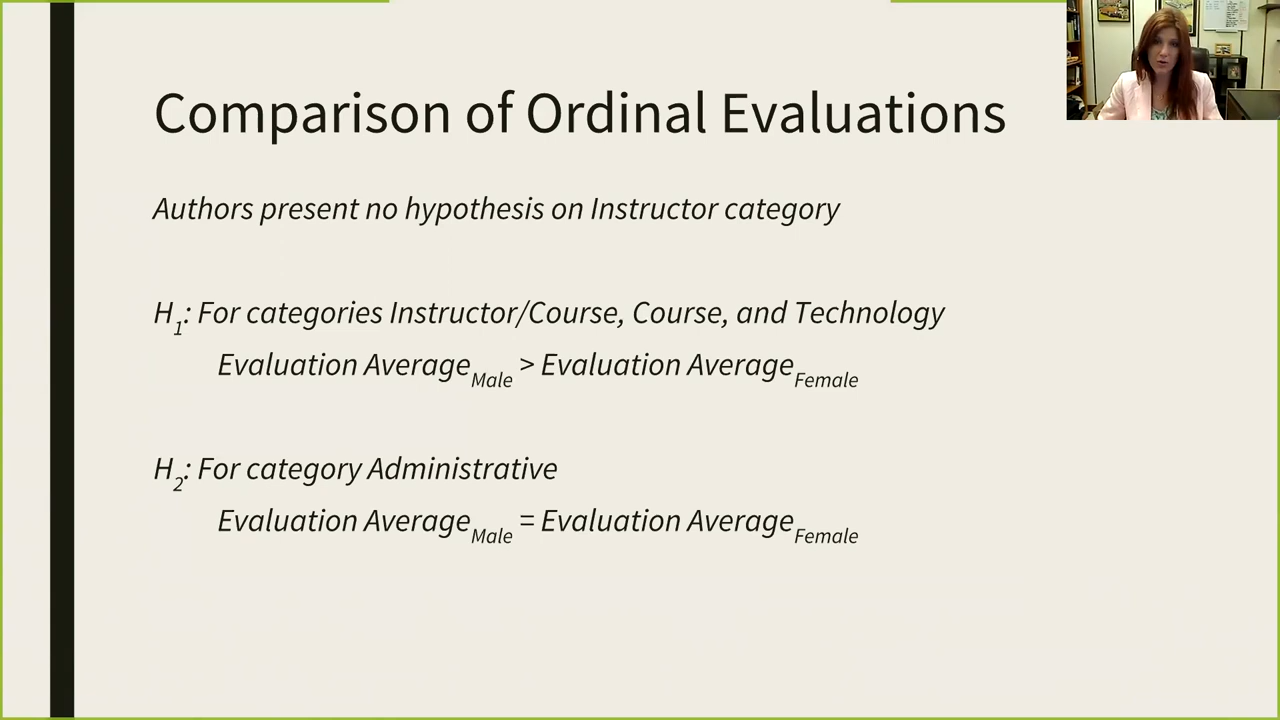 Comparison of Ordinal Evaluations
Authors present no hypothesis on Instructor category
H1: For categories Instructor/Course, Course, and Technology
Evaluation AverageMale > Evaluation AverageFemale
H2: For category Administrative
Evaluation AverageMale = Evaluation AverageFemale